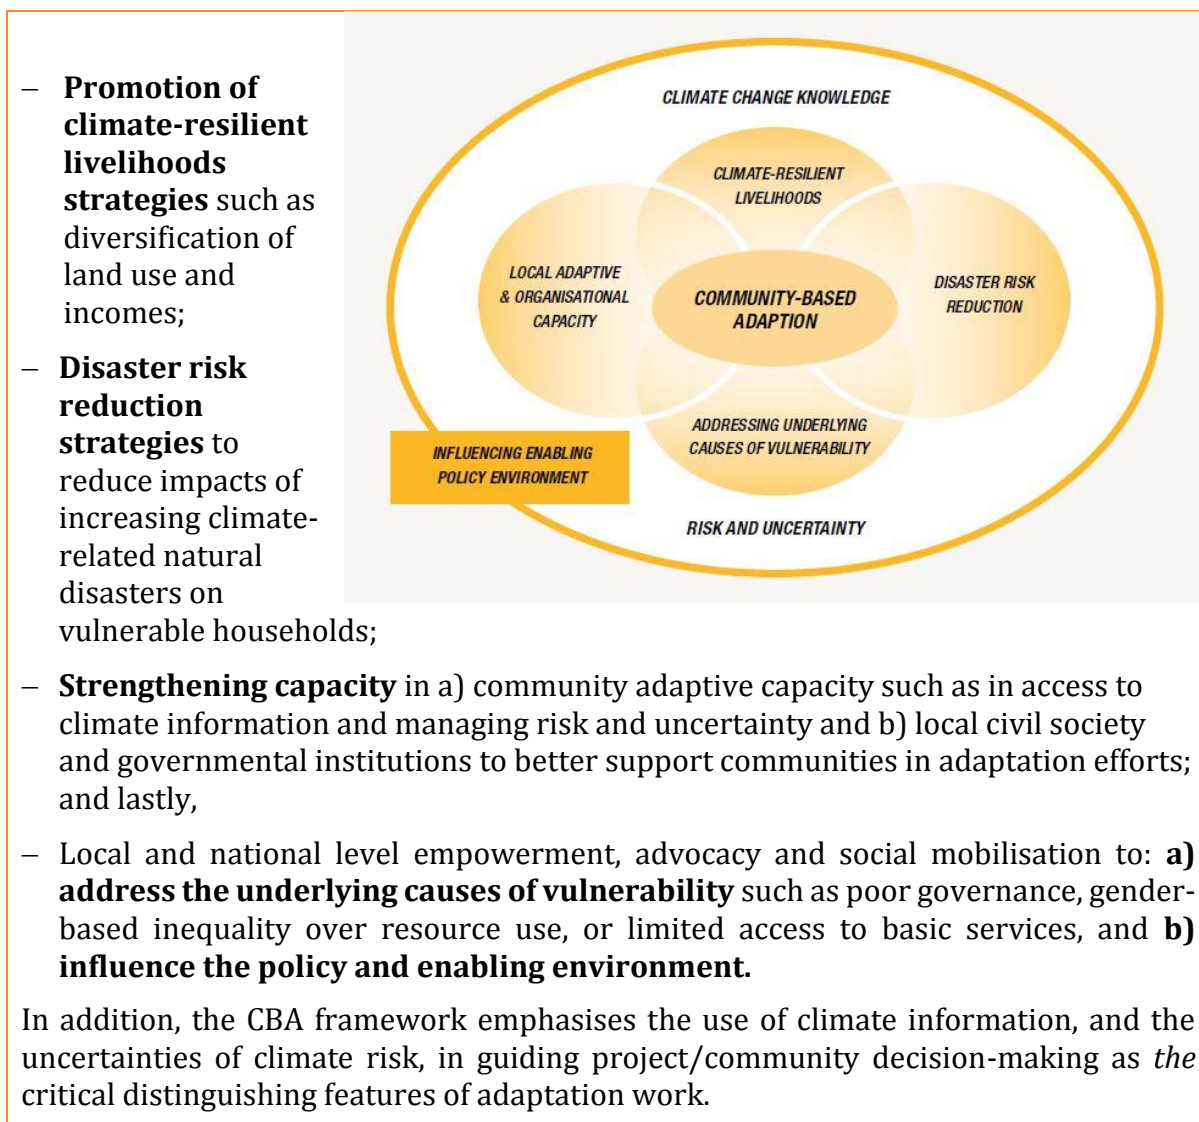 – Promotion of
climate-resilient
livelihoods
strategies such as
diversification of
land use and
incomes;
– Disaster risk
reduction
strategies to
reduce impacts of
increasing climate-
related natural
disasters on
vulnerable households;
CLIMATE CHANGE KNOWLEDGE
CLIMATE-RESILIENT
LIVELIHOODS
LOCAL ADAPTIVE
& ORGANISATIONAL
CAPACITY
COMMUNITY-BASED
ADAPTION
DISASTER RISK
REDUCTION
ADDRESSING UNDERLYING
CAUSES OF VULNERABILITY
INFLUENCING ENABLING
POLICY ENVIRONMENT
RISK AND UNCERTAINTY
– Strengthening capacity in a) community adaptive capacity such as in access to
climate information and managing risk and uncertainty and b) local civil society
and governmental institutions to better support communities in adaptation efforts;
and lastly,
– Local and national level empowerment, advocacy and social mobilisation to: a)
address the underlying causes of vulnerability such as poor governance, gender-
based inequality over resource use, or limited access to basic services, and b)
influence the policy and enabling environment.
In addition, the CBA framework emphasises the use of climate information, and the
uncertainties of climate risk, in guiding project/community decision-making as the
critical distinguishing features of adaptation work.